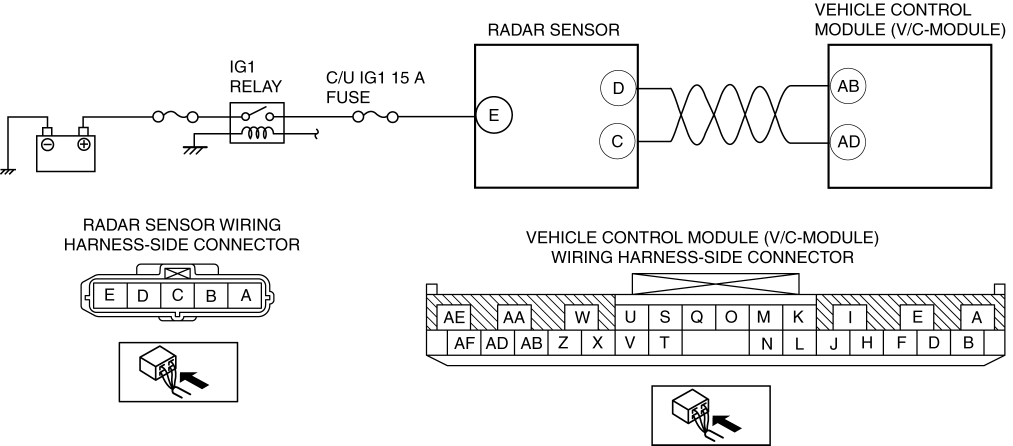 VEHICLE CONTROL
MODULE (V/C-MODULE)
RADAR SENSOR
IG1
RELAY
C/U IG1 15 A
FUSE
E
D
C
AB
AD
RADAR SENSOR WIRING
HARNESS-SIDE CONNECTOR
E D C B A
VEHICLE CONTROL MODULE (V/C-MODULE)
WIRING HARNESS-SIDE CONNECTOR
AE AA W U S Q O M K I E A
AF AD AB Z X V T N L J H F D B